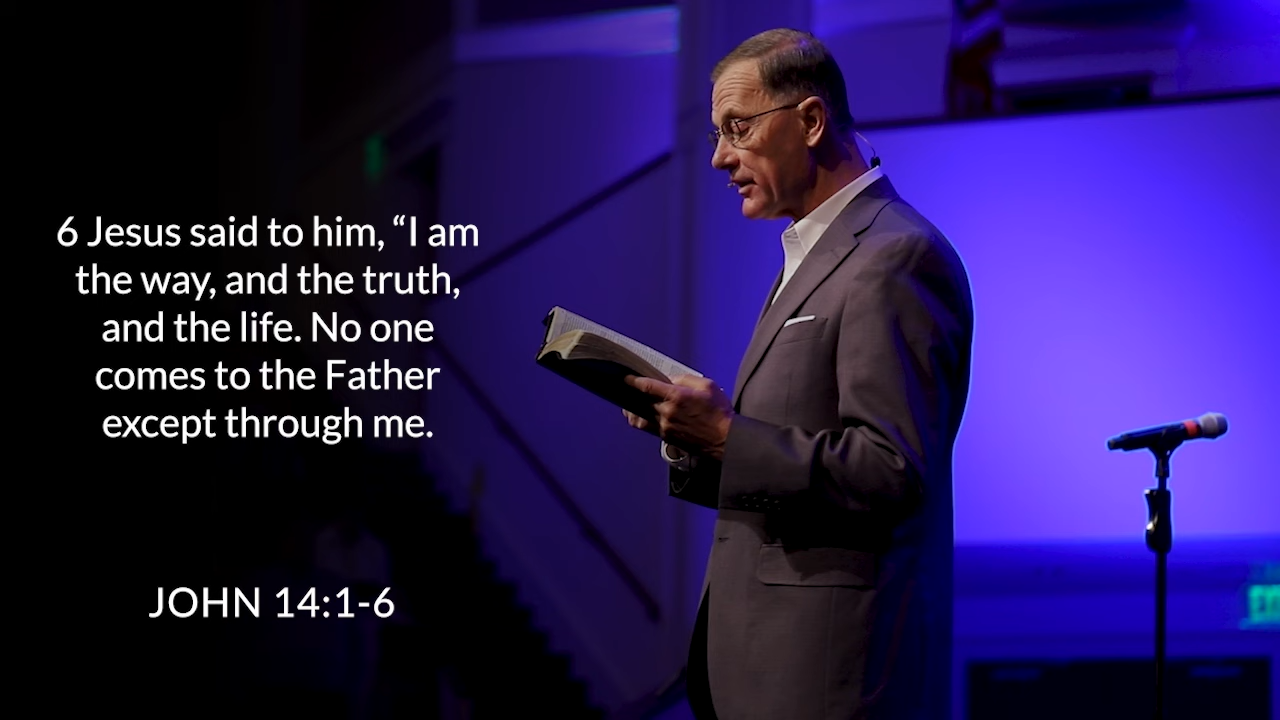 6 Jesus said to him, “I am
the way, and the truth,
and the life. No one
comes to the Father
except through me.
JOHN 14:1-6